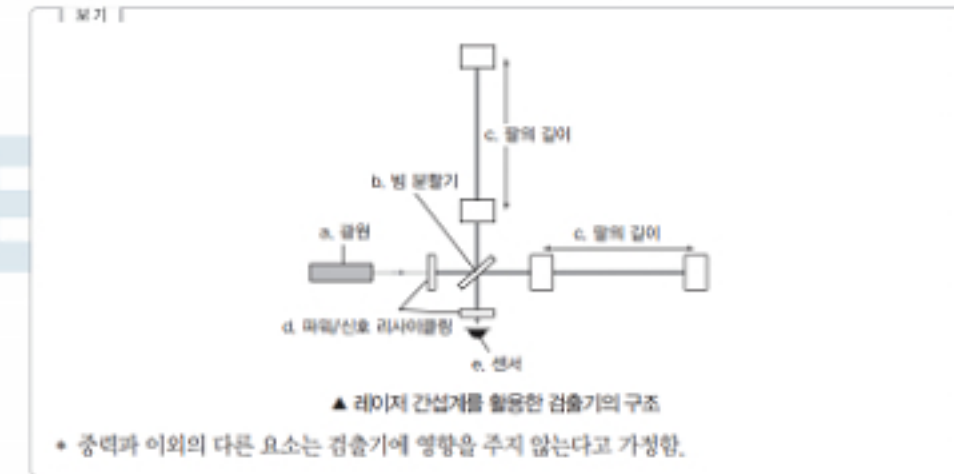 보기
c. 팔의 길이
b. 빔 분할기
a. 광원
c. 팔의 길이
d. 파워/신호 리사이클링
e. 센서
▲ 레이저 간섭계를 활용한 검출기의 구조
* 중력파 이외의 다른 요소는 검출기에 영향을 주지 않는다고 가정함.